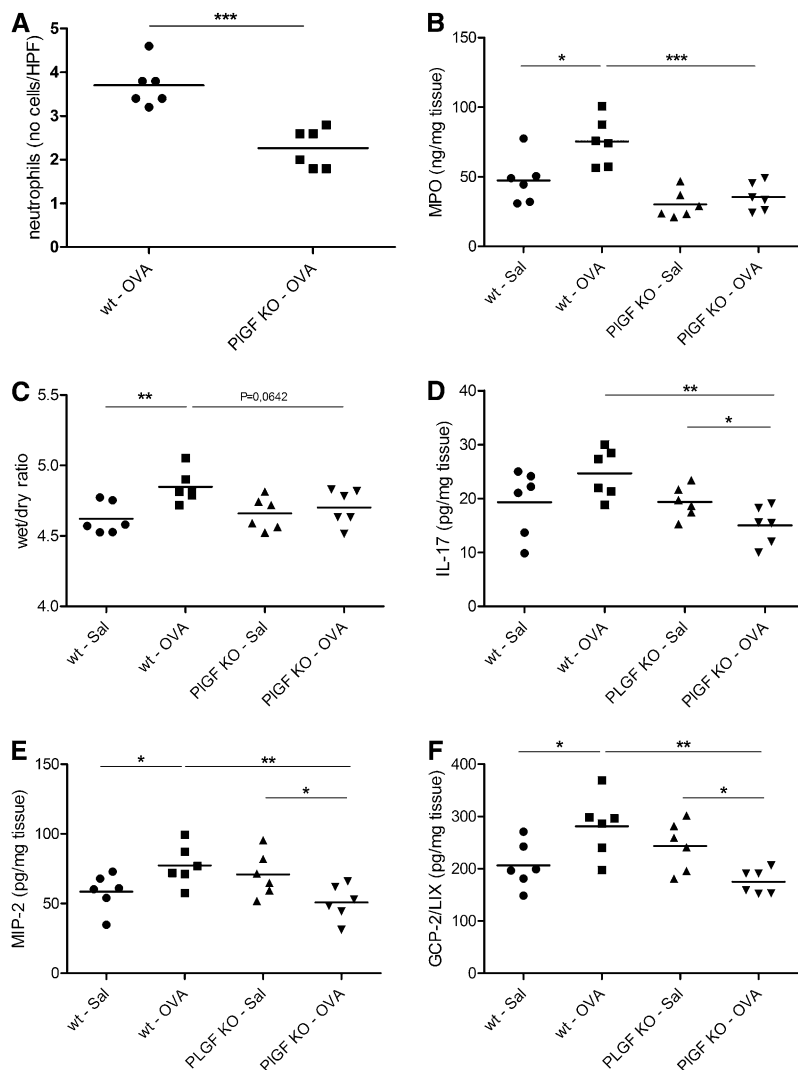 A
***
neutrophils (no cells/HPF)
5
4
3
2
1
0
wt - OVA
PlGF KO - OVA
B
*
***
MPO (ng/mg tissue)
150
100
50
0
wt - Sal
wt - OVA
PlGF KO - Sal
PlGF KO - OVA
C
**
P=0,0642
wet/dry ratio
5.5
5.0
4.5
4.0
wt - Sal
wt - OVA
PlGF KO - Sal
PlGF KO - OVA
D
**
*
IL-17 (pg/mg tissue)
40
30
20
10
0
wt - Sal
wt - OVA
PLGF KO - Sal
PlGF KO - OVA
E
*
**
*
MIP-2 (pg/mg tissue)
150
100
50
0
wt - Sal
wt - OVA
PLGF KO - Sal
PlGF KO - OVA
F
*
**
*
GCP-2/LIX (pg/mg tissue)
400
300
200
100
0
wt - Sal
wt - OVA
PLGF KO - Sal
PlGF KO - OVA